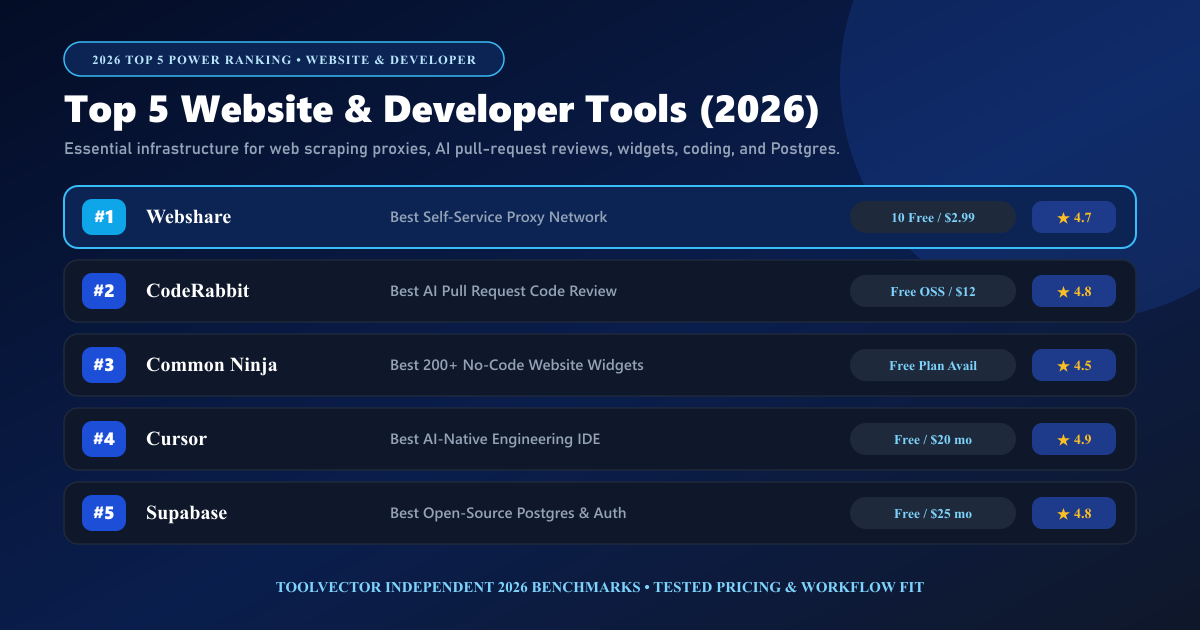 2026 TOP 5 POWER RANKING • WEBSITE & DEVELOPER
Top 5 Website & Developer Tools (2026)
Essential infrastructure for web scraping proxies, AI pull-request reviews, widgets, coding, and Postgres.
#1 Webshare Best Self-Service Proxy Network 10 Free / $2.99 ★ 4.7
#2 CodeRabbit Best AI Pull Request Code Review Free OSS / $12 ★ 4.8
#3 Common Ninja Best 200+ No-Code Website Widgets Free Plan Avail ★ 4.5
#4 Cursor Best AI-Native Engineering IDE Free / $20 mo ★ 4.9
#5 Supabase Best Open-Source Postgres & Auth Free / $25 mo ★ 4.8
TOOLVECTOR INDEPENDENT 2026 BENCHMARKS • TESTED PRICING & WORKFLOW FIT